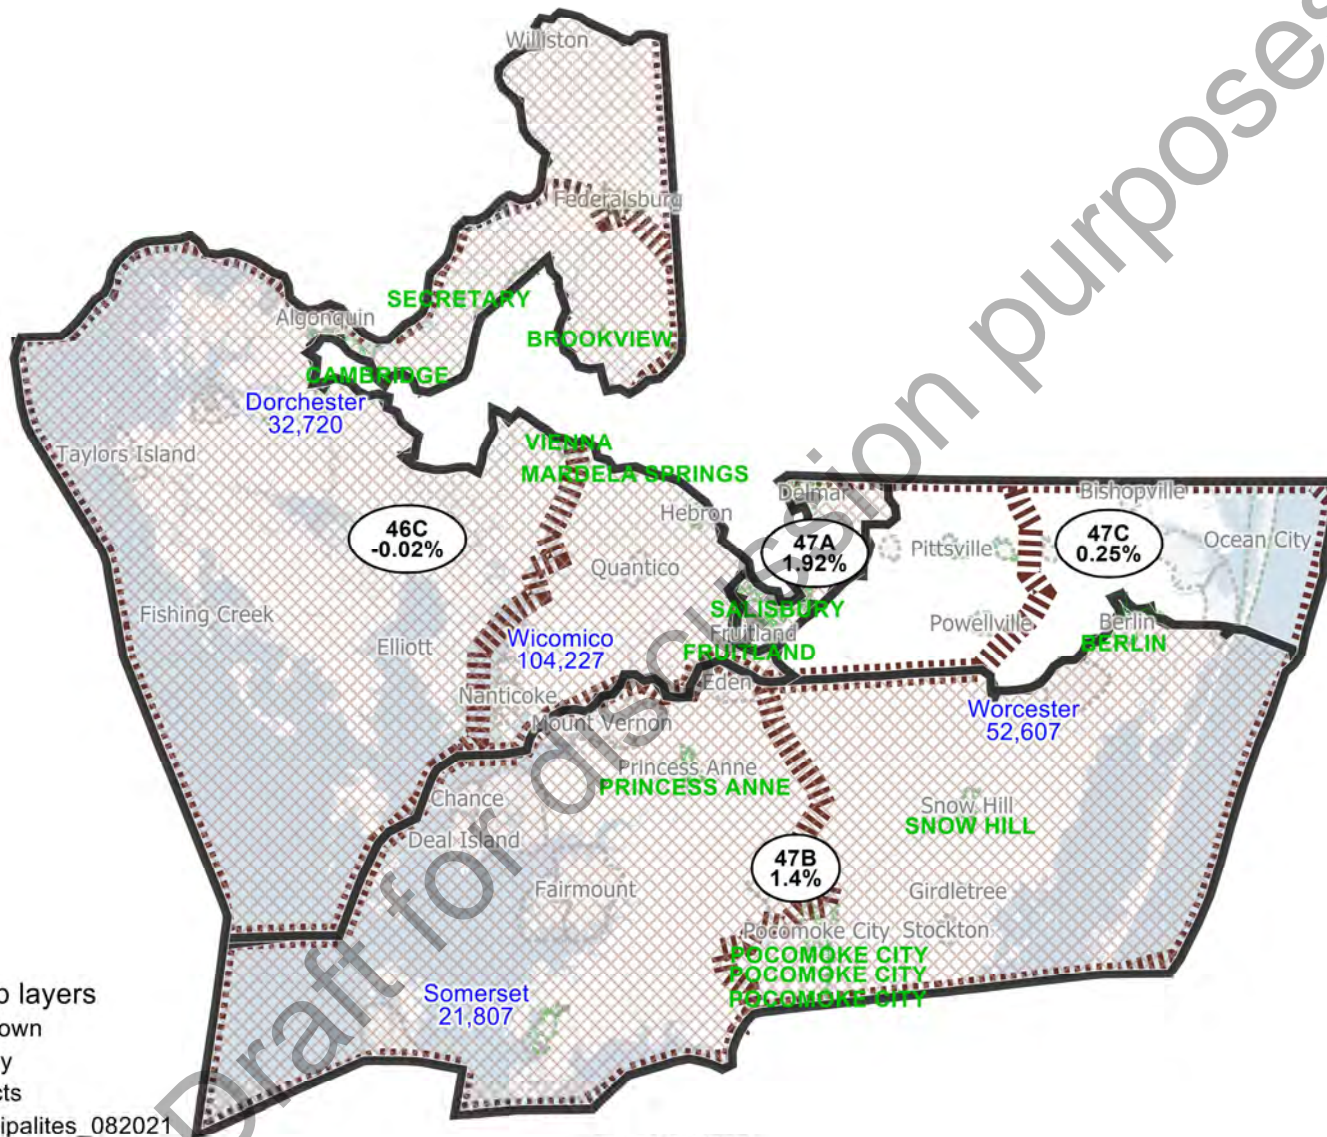 Williston
Federalsburg
SECRETARY
Algonquin
BROOKVIEW
CAMBRIDGE
Dorchester
32,720
Taylors Island
VIENNA
MARDELA SPRINGS
Hebron
Delmar
Bishopville
46C
-0.02%
47A
1.92%
47C
0.25%
Pittsville
Ocean City
Quantico
Fishing Creek
SALISBURY
Fruitland
FRUITLAND
Powellville
Berlin
BERLIN
Elliott
Wicomico
104,227
Nanticoke
Eden
Mount Vernon
Worcester
52,607
Princess Anne
PRINCESS ANNE
Chance
Deal Island
Snow Hill
SNOW HILL
47B
1.4%
Fairmount
Girdletree
Pocomoke City
Stockton
POCOMOKE CITY
POCOMOKE CITY
POCOMOKE CITY
Somerset
21,807
layers
own
y
cts
ipalites_082021
Draft for discussion purposes